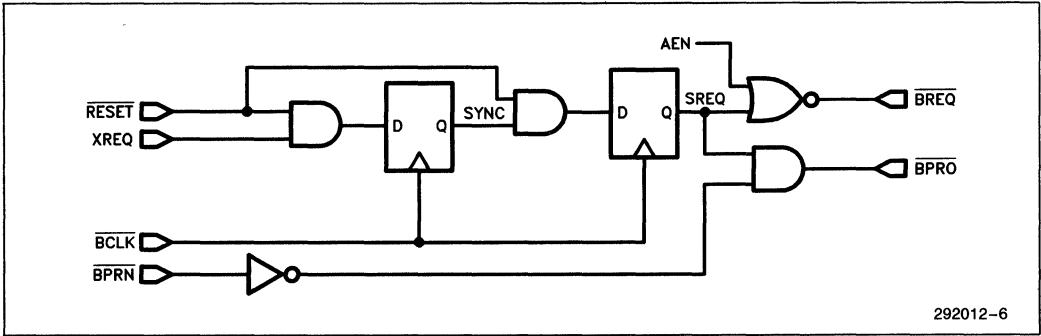 AEN
RESET
XREQ
D Q
SYNC
D Q
SREQ
BREQ
BPRO
BCLK
BPRN
292012-6